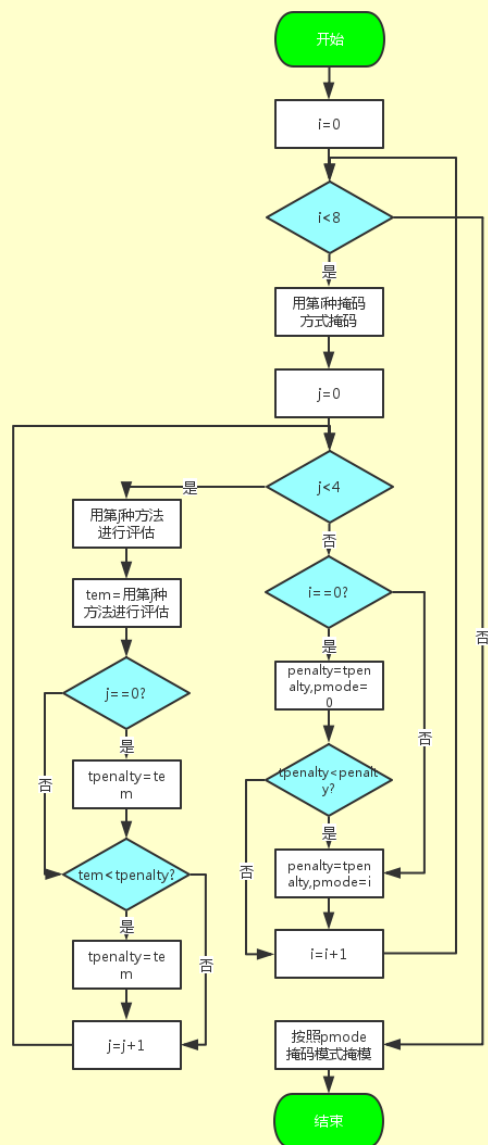 开始
i=0
i<8
是
用第i种掩码
方式掩码
j=0
j<4
是
否
用第j种方法
进行评估
i==0?
tem=用第j种
方法进行评估
否
是
penalty=tpen
alty,pmode=
0
j==0?
是
否
否
tpenalty<penalt
y?
tpenalty=te
m
是
否
tem<tpenalty?
penalty=tpen
alty,pmode=i
是
i=i+1
tpenalty=te
m
否
j=j+1
按照pmode
掩码模式掩模
结束